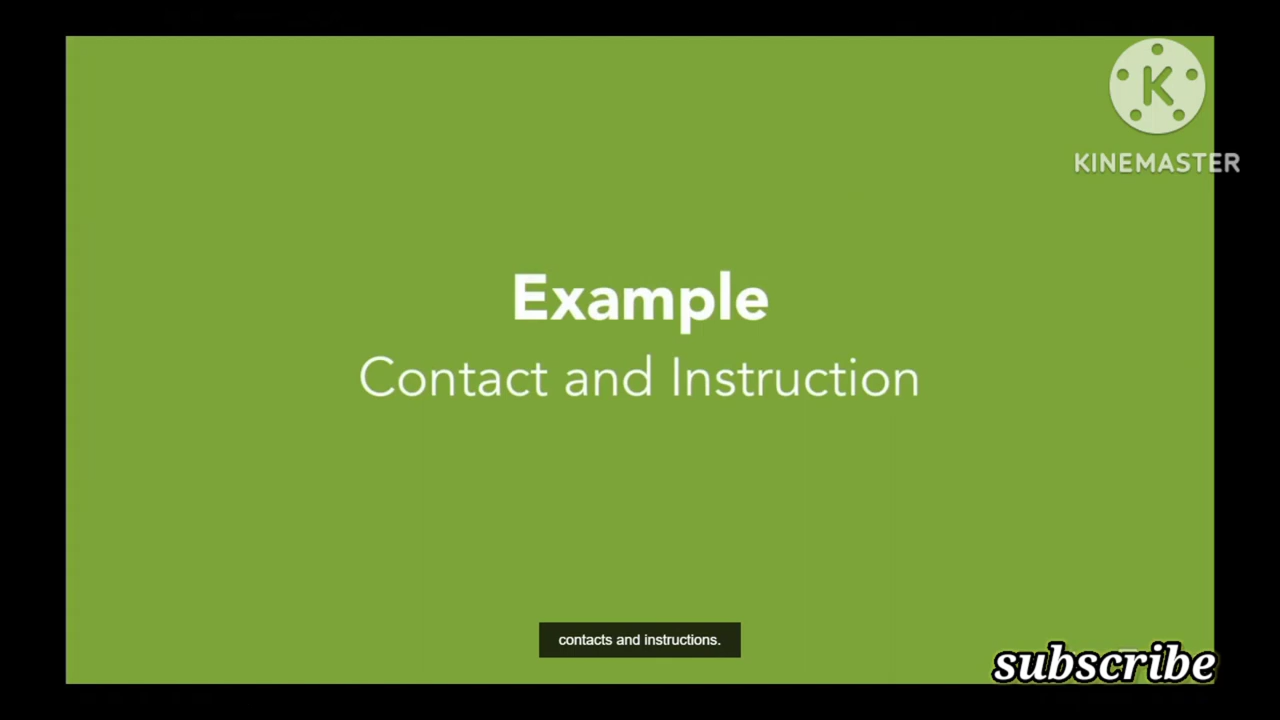 K
KINEMASTER
Example
Contact and Instruction
contacts and instructions.
subscribe